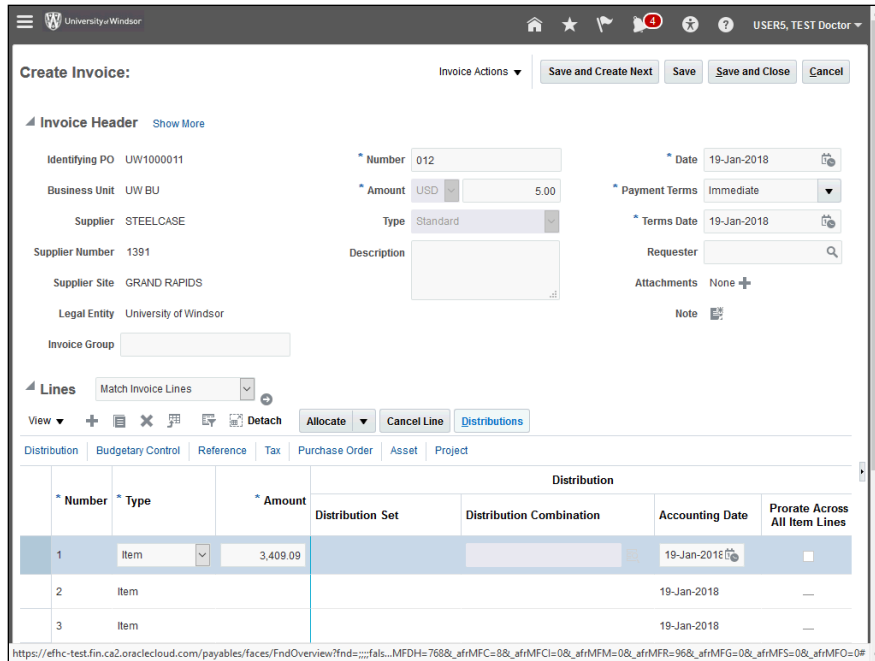 University of Windsor
4
USER5, TEST Doctor
Create Invoice:
Invoice Actions
Save and Create Next
Save
Save and Close
Cancel
Invoice Header Show More
Identifying PO UW1000011
* Number 012
* Date 19-Jan-2018
Business Unit UW BU
* Amount USD 5.00
* Payment Terms Immediate
Supplier STEELCASE
Type Standard
* Terms Date 19-Jan-2018
Supplier Number 1391
Description
Requester
Supplier Site GRAND RAPIDS
Attachments None
Legal Entity University of Windsor
Note
Invoice Group
Lines Match Invoice Lines
View Detach Allocate Cancel Line Distributions
Distribution Budgetary Control Reference Tax Purchase Order Asset Project
Distribution
* Number * Type * Amount Distribution Set Distribution Combination Accounting Date Prorate Across All Item Lines
1 Item 3,409.09 19-Jan-2018
2 Item 19-Jan-2018
3 Item 19-Jan-2018
https://efhc-test.fin.ca2.oraclecloud.com/payables/faces/FndOverview?fnd=;;;;fals...MFDH=768&_afrMFC=8&_afrMFCI=0&_afrMFM=0&_afrMFR=96&_afrMFG=0&_afrMFS=0&_afrMFO=0#